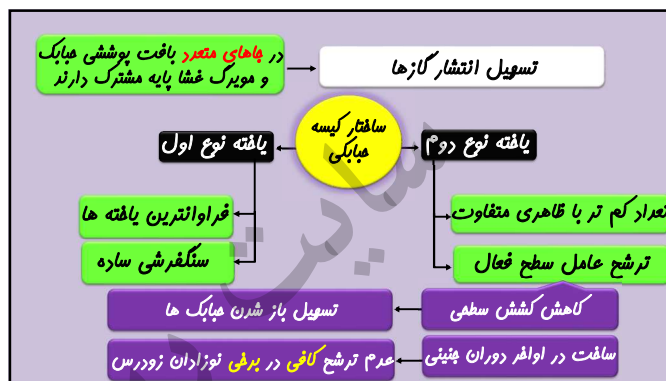 در جاهای متعدد بافت پوششی حبابک
و مویرگ غشا پایه مشترک دارند
تسهیل انتشار گازها
ساختار کیسه
حبابکی
یاخته نوع دوم
یاخته نوع اول
تعداد کم تر با ظاهری متفاوت
فراوانترین یاخته ها
ترشح عامل سطح فعال
سنگفرشی ساده
کاهش کشش سطحی
تسهیل باز شدن حبابک ها
ساخت در اواخر دوران جنینی
عدم ترشح کافی در برخی نوزادان زودرس
سایت